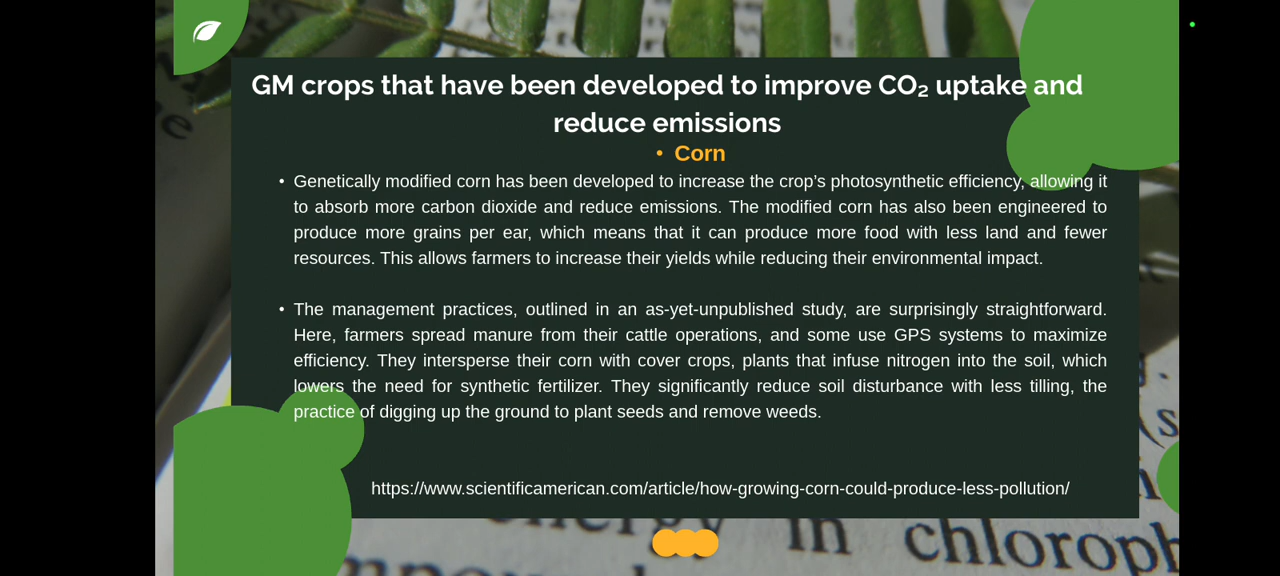 GM crops that have been developed to improve CO₂ uptake and
reduce emissions
• Corn
• Genetically modified corn has been developed to increase the crop’s photosynthetic efficiency, allowing it
to absorb more carbon dioxide and reduce emissions. The modified corn has also been engineered to
produce more grains per ear, which means that it can produce more food with less land and fewer
resources. This allows farmers to increase their yields while reducing their environmental impact.
• The management practices, outlined in an as-yet-unpublished study, are surprisingly straightforward.
Here, farmers spread manure from their cattle operations, and some use GPS systems to maximize
efficiency. They intersperse their corn with cover crops, plants that infuse nitrogen into the soil, which
lowers the need for synthetic fertilizer. They significantly reduce soil disturbance with less tilling, the
practice of digging up the ground to plant seeds and remove weeds.
https://www.scientificamerican.com/article/how-growing-corn-could-produce-less-pollution/
in chloroph